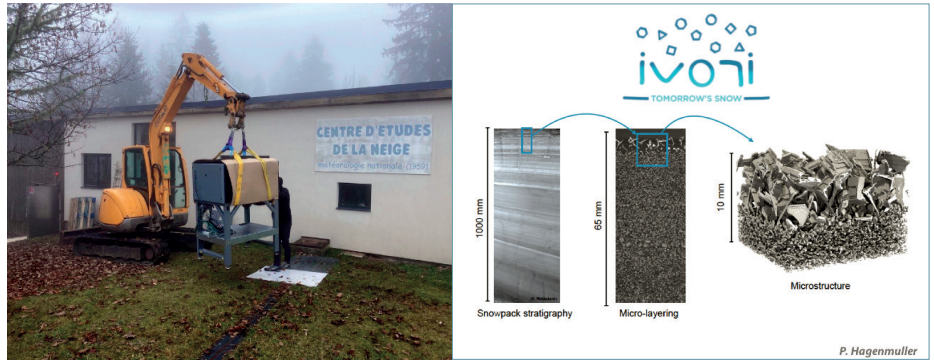 CENTRE D'ETUDES
DE LA NEIGE
météorologie nationale (1959)
ivori
TOMORROW'S SNOW
1000 mm
65 mm
10 mm
Snowpack stratigraphy
Micro-layering
Microstructure
P. Hagenmuller